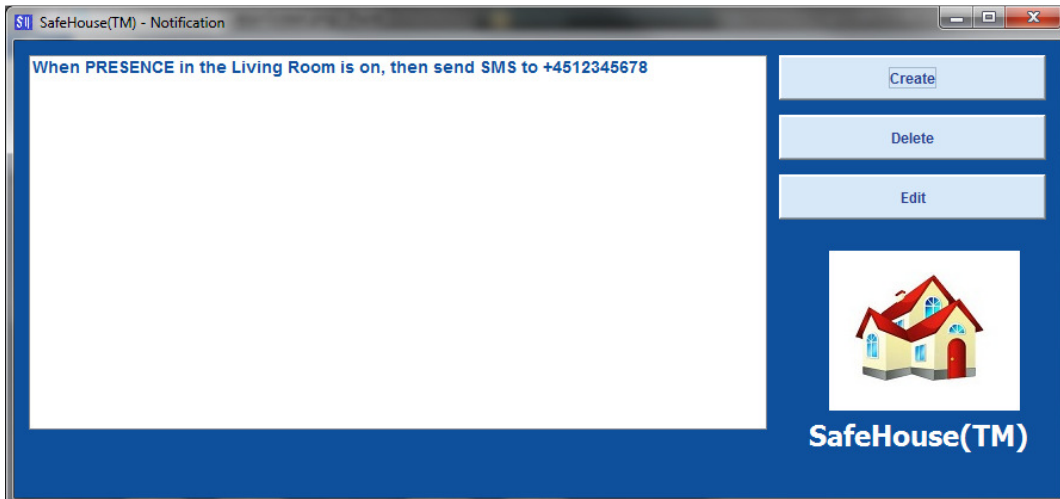 SafeHouse(TM) - Notification
When PRESENCE in the Living Room is on, then send SMS to +4512345678
Create
Delete
Edit
SafeHouse(TM)